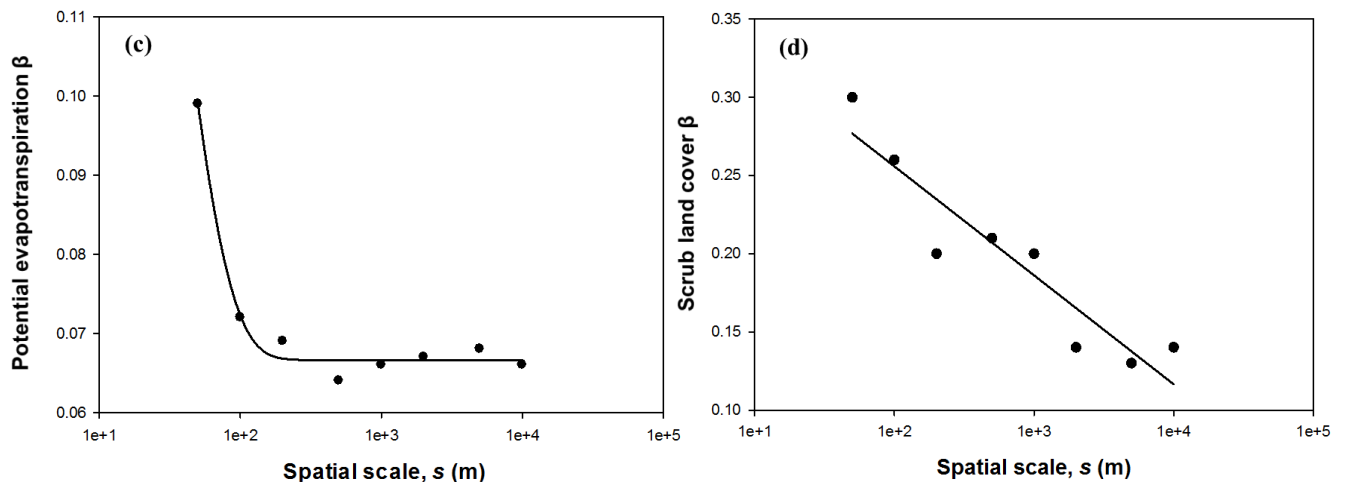 (c)
Potential evapotranspiration β
0.11
0.10
0.09
0.08
0.07
0.06
1e+1 1e+2 1e+3 1e+4 1e+5
Spatial scale, s (m)
(d)
Scrub land cover β
0.35
0.30
0.25
0.20
0.15
0.10
1e+1 1e+2 1e+3 1e+4 1e+5
Spatial scale, s (m)